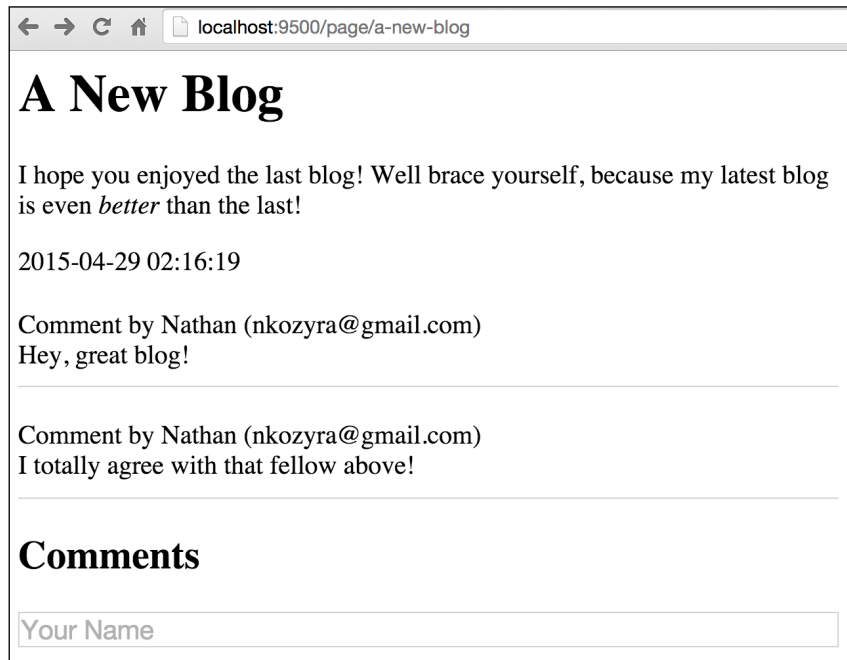 localhost:9500/page/a-new-blog
A New Blog
I hope you enjoyed the last blog! Well brace yourself, because my latest blog
is even better than the last!
2015-04-29 02:16:19
Comment by Nathan (nkozyra@gmail.com)
Hey, great blog!
Comment by Nathan (nkozyra@gmail.com)
I totally agree with that fellow above!
Comments
Your Name